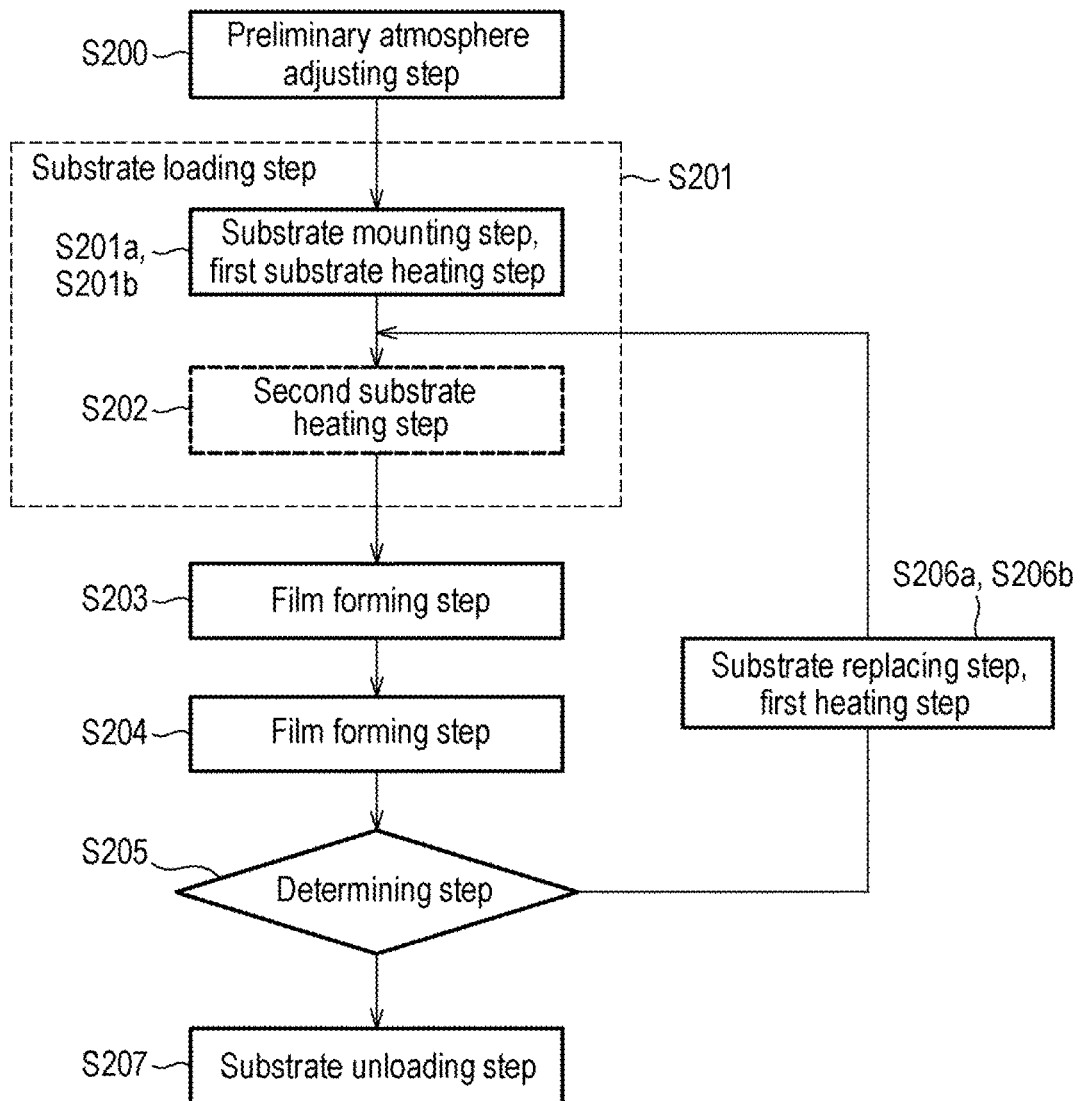 S200
Preliminary atmosphere
adjusting step
Substrate loading step
S201
S201a,
S201b
Substrate mounting step,
first substrate heating step
S202
Second substrate
heating step
S203
Film forming step
S206a, S206b
Substrate replacing step,
first heating step
S204
Film forming step
S205
Determining step
S207
Substrate unloading step